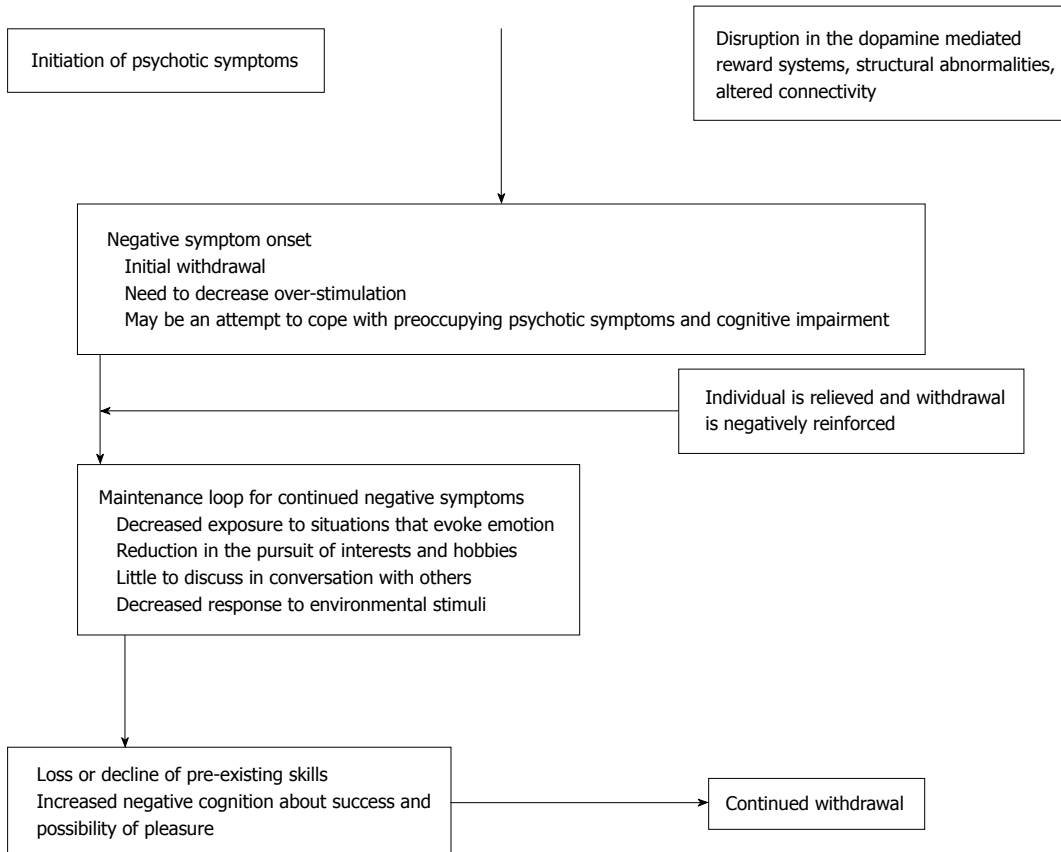 Initiation of psychotic symptoms
Disruption in the dopamine mediated
reward systems, structural abnormalities,
altered connectivity
Negative symptom onset
Initial withdrawal
Need to decrease over-stimulation
May be an attempt to cope with preoccupying psychotic symptoms and cognitive impairment
Individual is relieved and withdrawal
is negatively reinforced
Maintenance loop for continued negative symptoms
Decreased exposure to situations that evoke emotion
Reduction in the pursuit of interests and hobbies
Little to discuss in conversation with others
Decreased response to environmental stimuli
Loss or decline of pre-existing skills
Increased negative cognition about success and
possibility of pleasure
Continued withdrawal